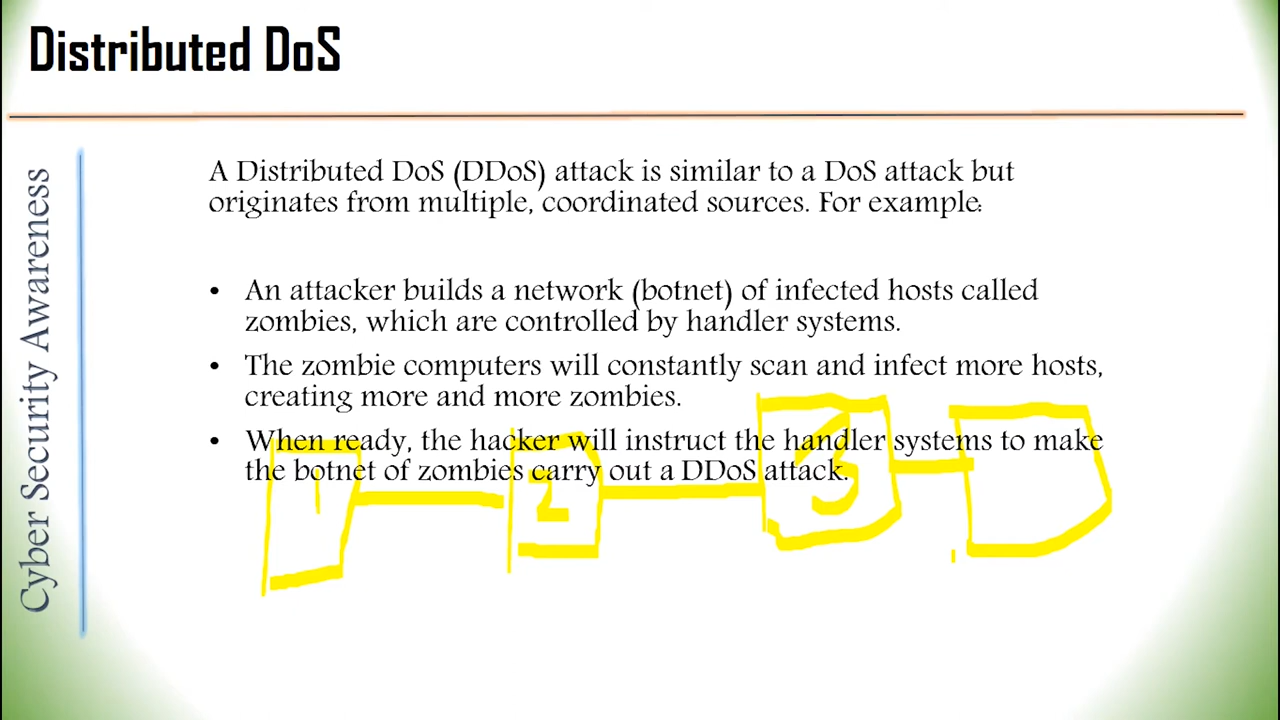 Distributed DoS
Cyber Security Awareness
A Distributed DoS (DDoS) attack is similar to a DoS attack but
originates from multiple, coordinated sources. For example:
• An attacker builds a network (botnet) of infected hosts called
zombies, which are controlled by handler systems.
• The zombie computers will constantly scan and infect more hosts,
creating more and more zombies.
• When ready, the hacker will instruct the handler systems to make
the botnet of zombies carry out a DDoS attack.
1 2 3